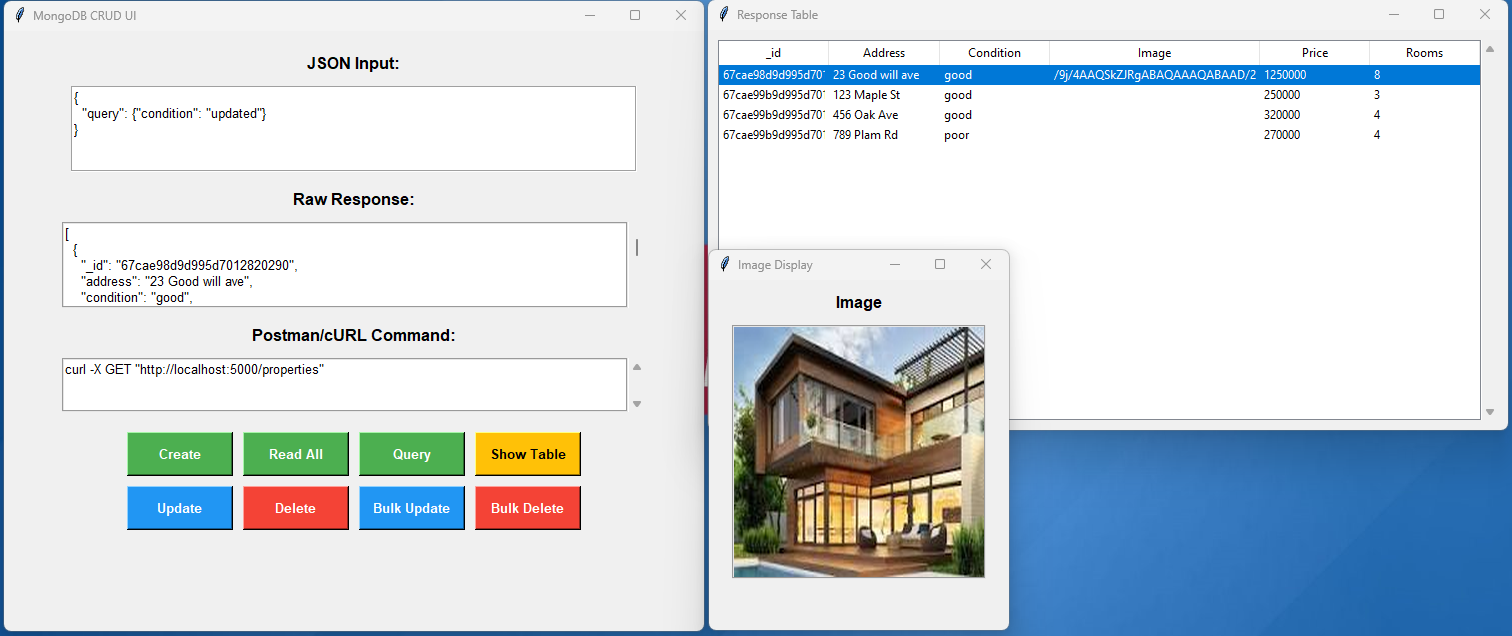 MongoDB CRUD UI
JSON Input:
{
"query": {"condition": "updated"}
}
Raw Response:
[
{
"_id": "67cae98d9d995d7012820290",
"address": "23 Good will ave",
"condition": "good",
Postman/cURL Command:
curl -X GET "http://localhost:5000/properties"
Create Read All Query Show Table
Update Delete Bulk Update Bulk Delete
Response Table
_id Address Condition Image Price Rooms
67cae98d9d995d70 23 Good will ave good /9j/4AAQSkZJRgABAQAAAQABAAD/2 1250000 8
67cae99b9d995d70 123 Maple St good 250000 3
67cae99b9d995d70 456 Oak Ave good 320000 4
67cae99b9d995d70 789 Plam Rd poor 270000 4
Image Display
Image